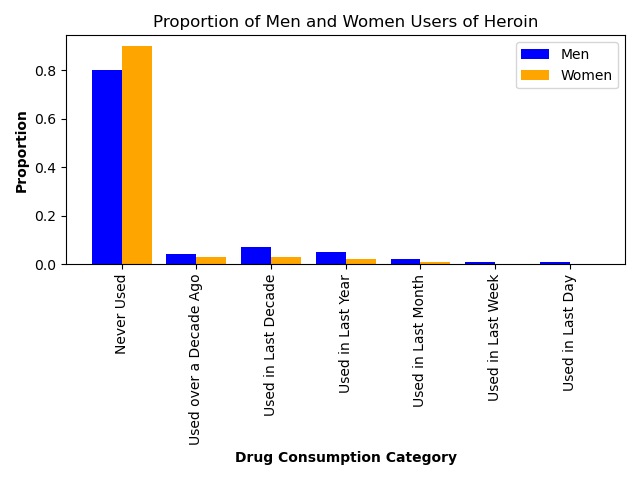 Proportion of Men and Women Users of Heroin
Men
Women
Proportion
0.8
0.6
0.4
0.2
0.0
Never Used
Used over a Decade Ago
Used in Last Decade
Used in Last Year
Used in Last Month
Used in Last Week
Used in Last Day
Drug Consumption Category